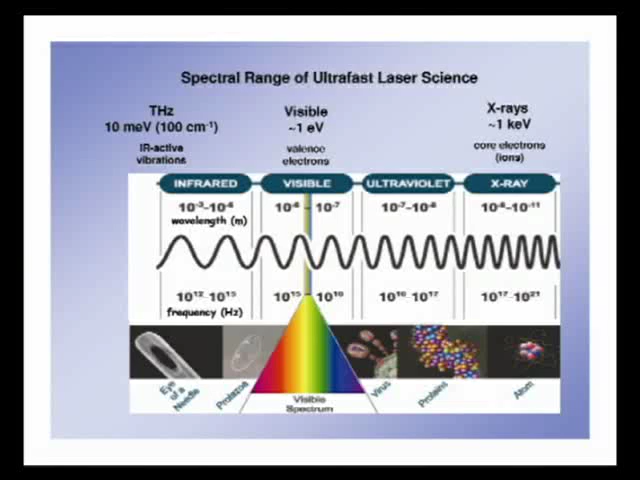 Spectral Range of Ultrafast Laser Science
THz
10 meV (100 cm⁻¹)
IR-active
vibrations
Visible
~1 eV
valence
electrons
X-rays
~1 keV
core electrons
(ions)
INFRARED VISIBLE ULTRAVIOLET X-RAY
10⁻³–10⁻⁶ 10⁻⁶ – 10⁻⁷ 10⁻⁷–10⁻⁸ 10⁻⁸–10⁻¹¹
wavelength (m)
10¹²–10¹⁵ 10¹⁵ 10¹⁶ 10¹⁶–10¹⁷ 10¹⁷–10²¹
frequency (Hz)
Eye
of a
Needle
Protozoa
Visible
Spectrum
Virus
Proteins
Atom